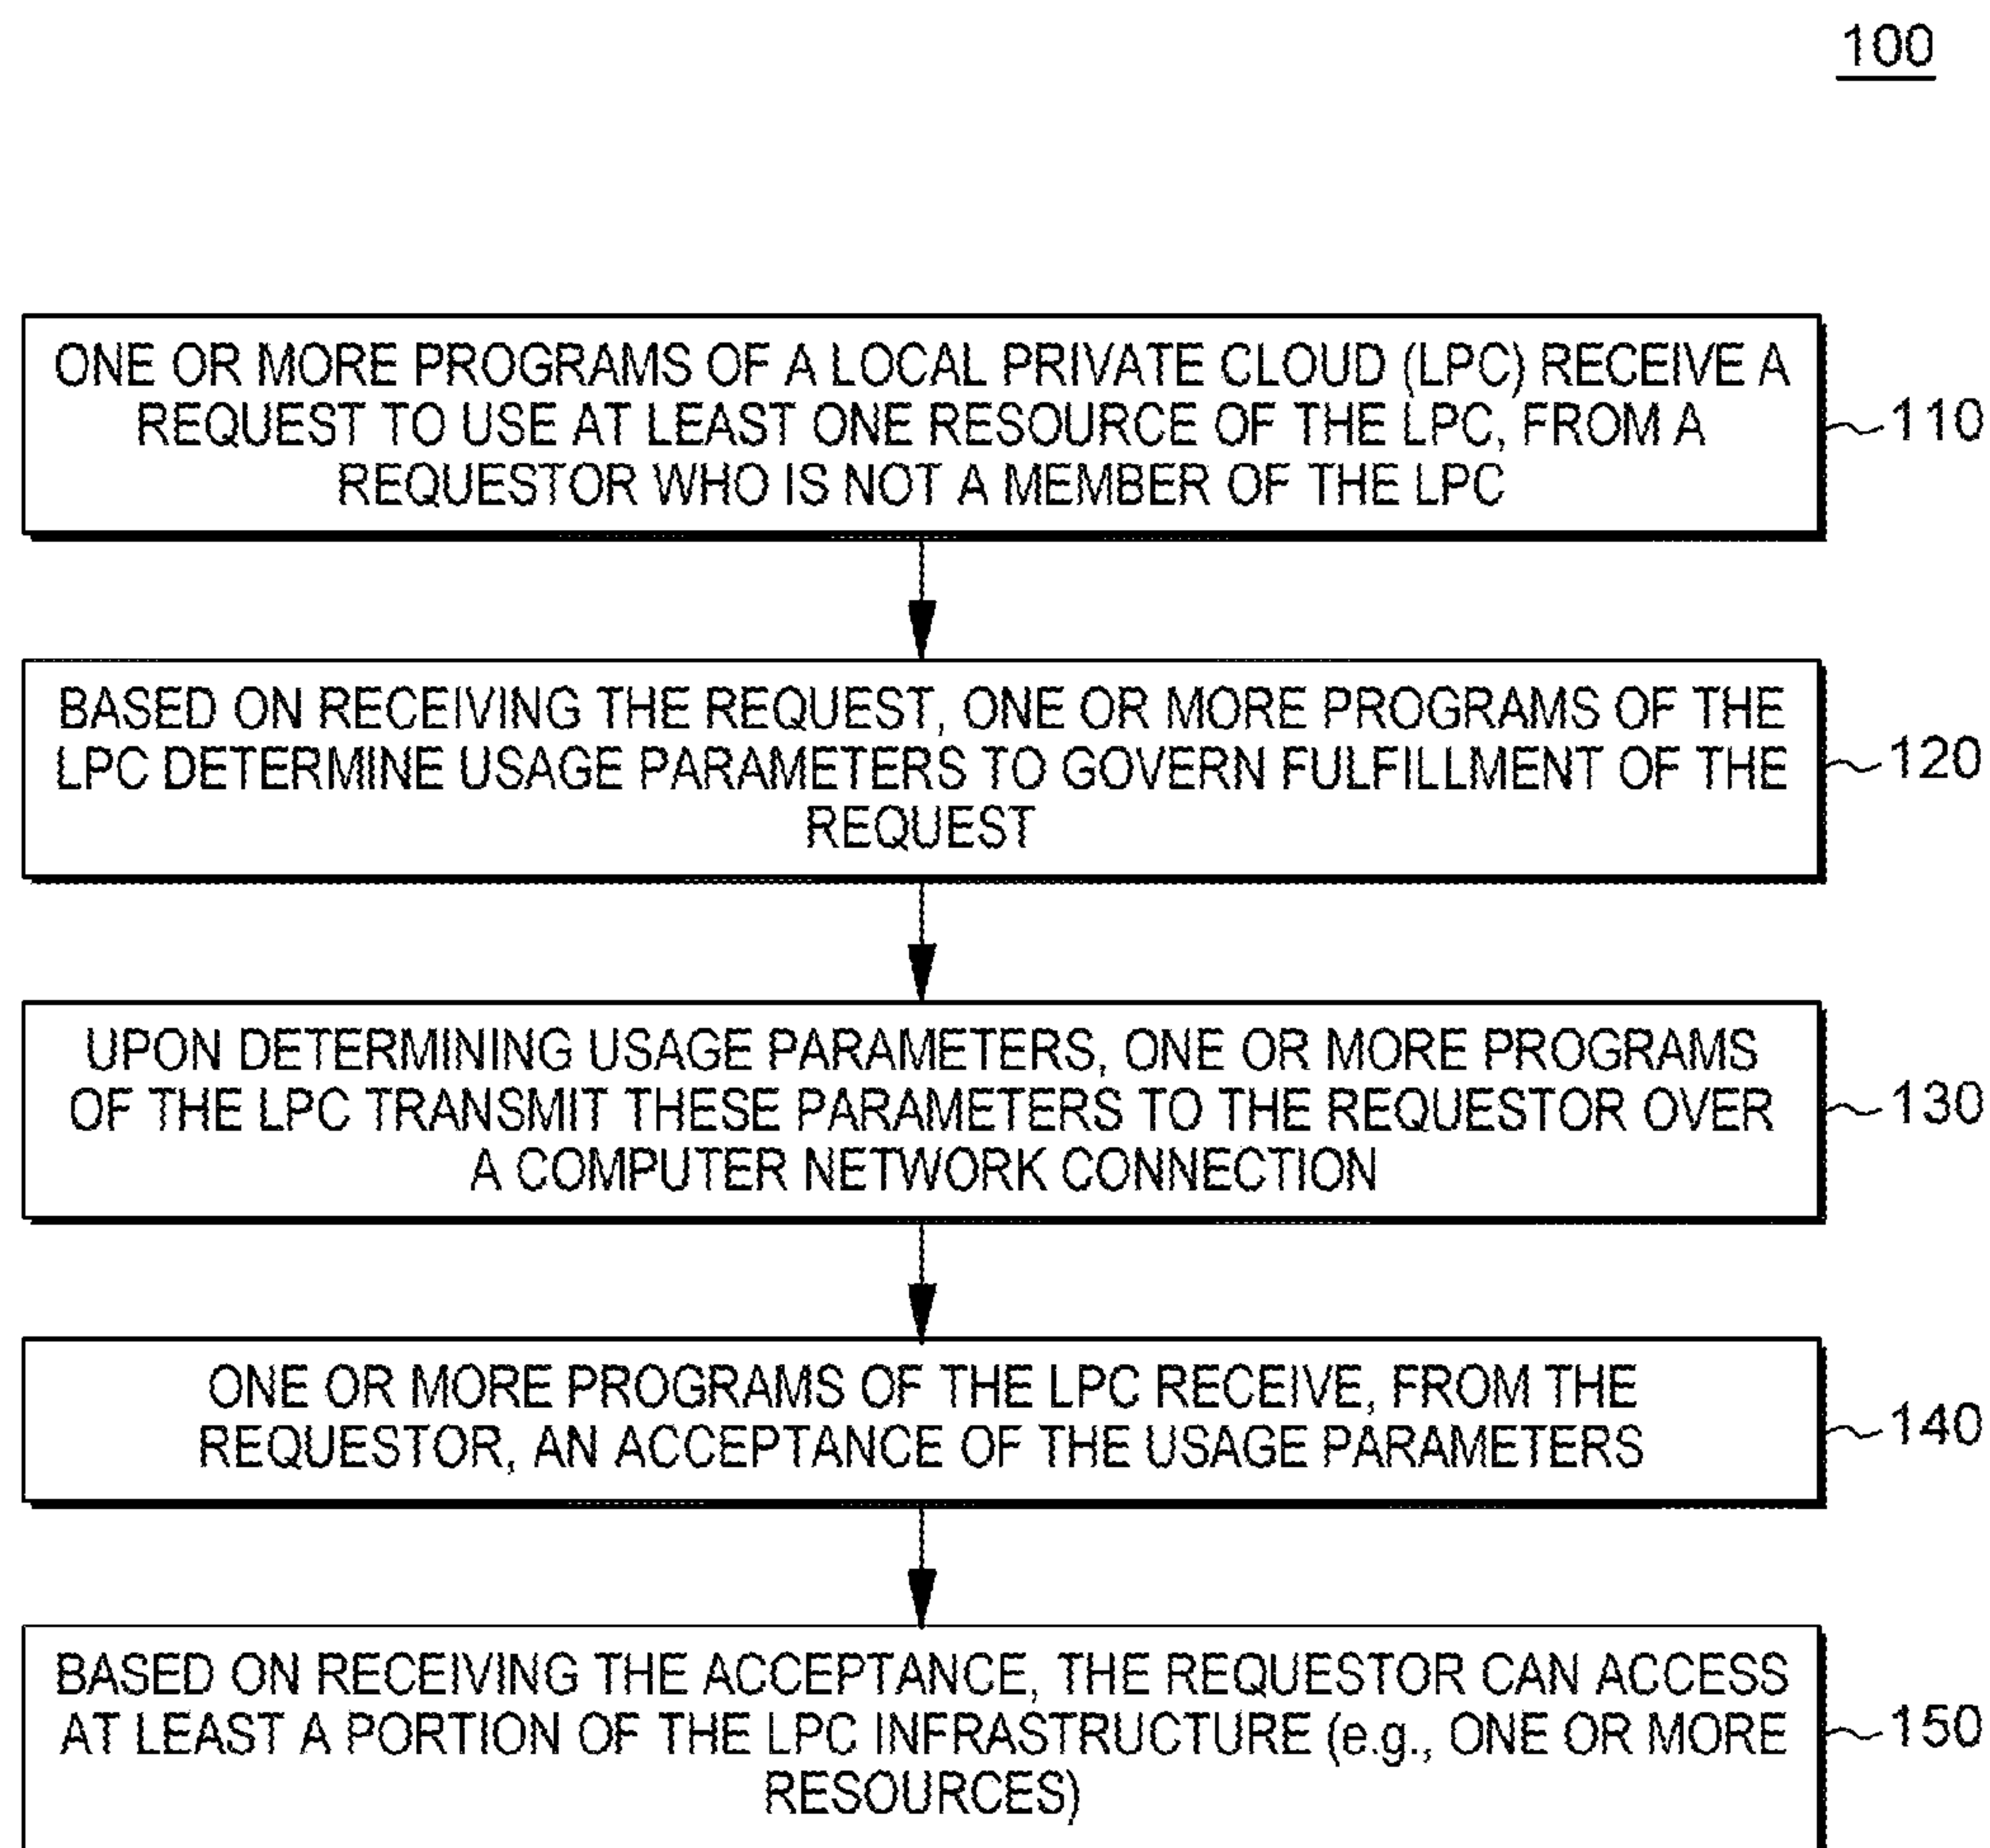 100
ONE OR MORE PROGRAMS OF A LOCAL PRIVATE CLOUD (LPC) RECEIVE A
REQUEST TO USE AT LEAST ONE RESOURCE OF THE LPC, FROM A
REQUESTOR WHO IS NOT A MEMBER OF THE LPC
110
BASED ON RECEIVING THE REQUEST, ONE OR MORE PROGRAMS OF THE
LPC DETERMINE USAGE PARAMETERS TO GOVERN FULFILLMENT OF THE
REQUEST
120
UPON DETERMINING USAGE PARAMETERS, ONE OR MORE PROGRAMS
OF THE LPC TRANSMIT THESE PARAMETERS TO THE REQUESTOR OVER
A COMPUTER NETWORK CONNECTION
130
ONE OR MORE PROGRAMS OF THE LPC RECEIVE, FROM THE
REQUESTOR, AN ACCEPTANCE OF THE USAGE PARAMETERS
140
BASED ON RECEIVING THE ACCEPTANCE, THE REQUESTOR CAN ACCESS
AT LEAST A PORTION OF THE LPC INFRASTRUCTURE (e.g., ONE OR MORE
RESOURCES)
150